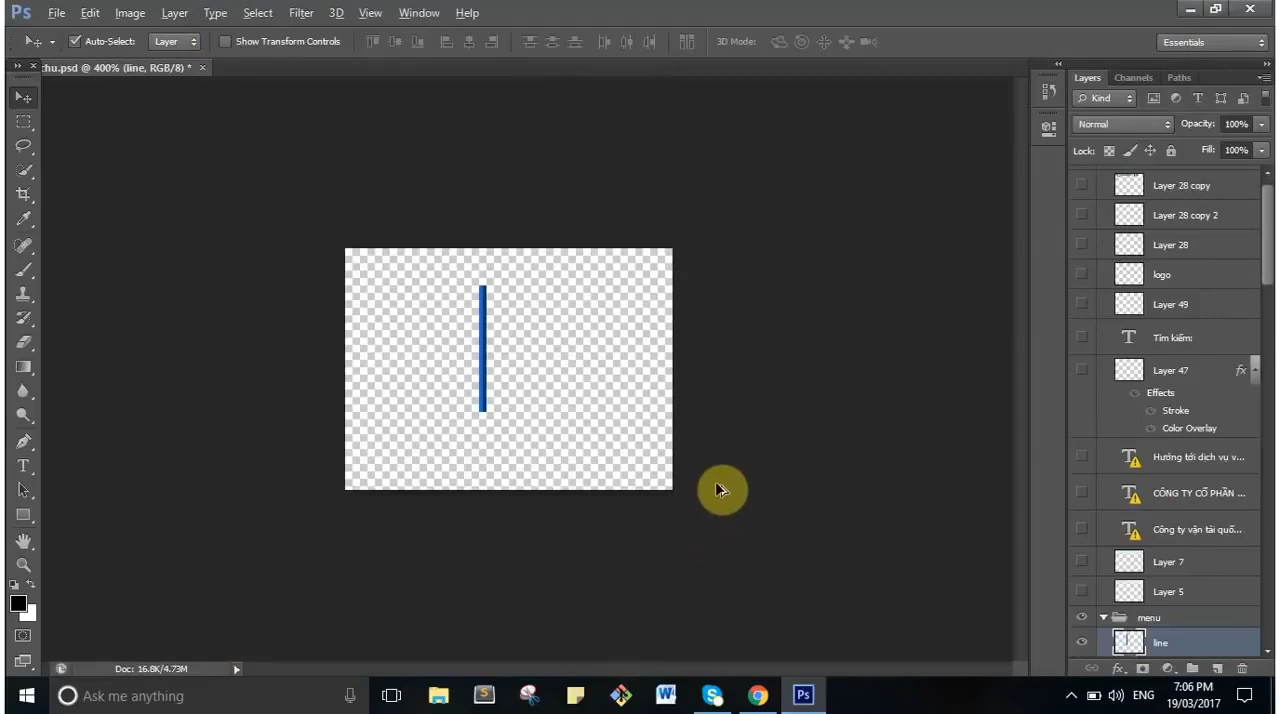 Ps File Edit Image Layer Type Select Filter 3D View Window Help
Auto-Select: Layer Show Transform Controls 3D Mode: Essentials
chu.psd @ 400% (line, RGB/8) * ×
Layers Channels Paths
Kind
Normal Opacity: 100%
Lock: Fill: 100%
Layer 28 copy
Layer 28 copy 2
Layer 28
logo
Layer 49
T Tìm kiếm:
Layer 47 fx
Effects
Stroke
Color Overlay
T Hướng tới dịch vụ v...
T CÔNG TY CỔ PHẦN ...
T Công ty vận tải quố...
Layer 7
Layer 5
menu
line
Doc: 16.8K/4.73M
Ask me anything
ENG
7:06 PM
19/03/2017